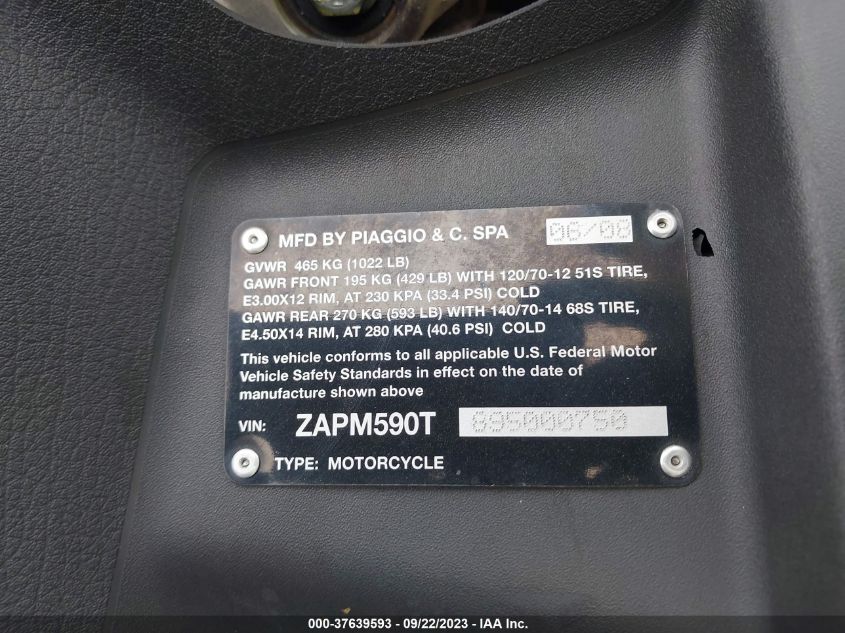 MFD BY PIAGGIO & C. SPA 06/08
GVWR 465 KG (1022 LB)
GAWR FRONT 195 KG (429 LB) WITH 120/70-12 51S TIRE,
E3.00X12 RIM, AT 230 KPA (33.4 PSI) COLD
GAWR REAR 270 KG (593 LB) WITH 140/70-14 68S TIRE,
E4.50X14 RIM, AT 280 KPA (40.6 PSI) COLD
This vehicle conforms to all applicable U.S. Federal Motor
Vehicle Safety Standards in effect on the date of
manufacture shown above
VIN: ZAPM590T 895000750
TYPE: MOTORCYCLE
000-37639593 - 09/22/2023 - IAA Inc.